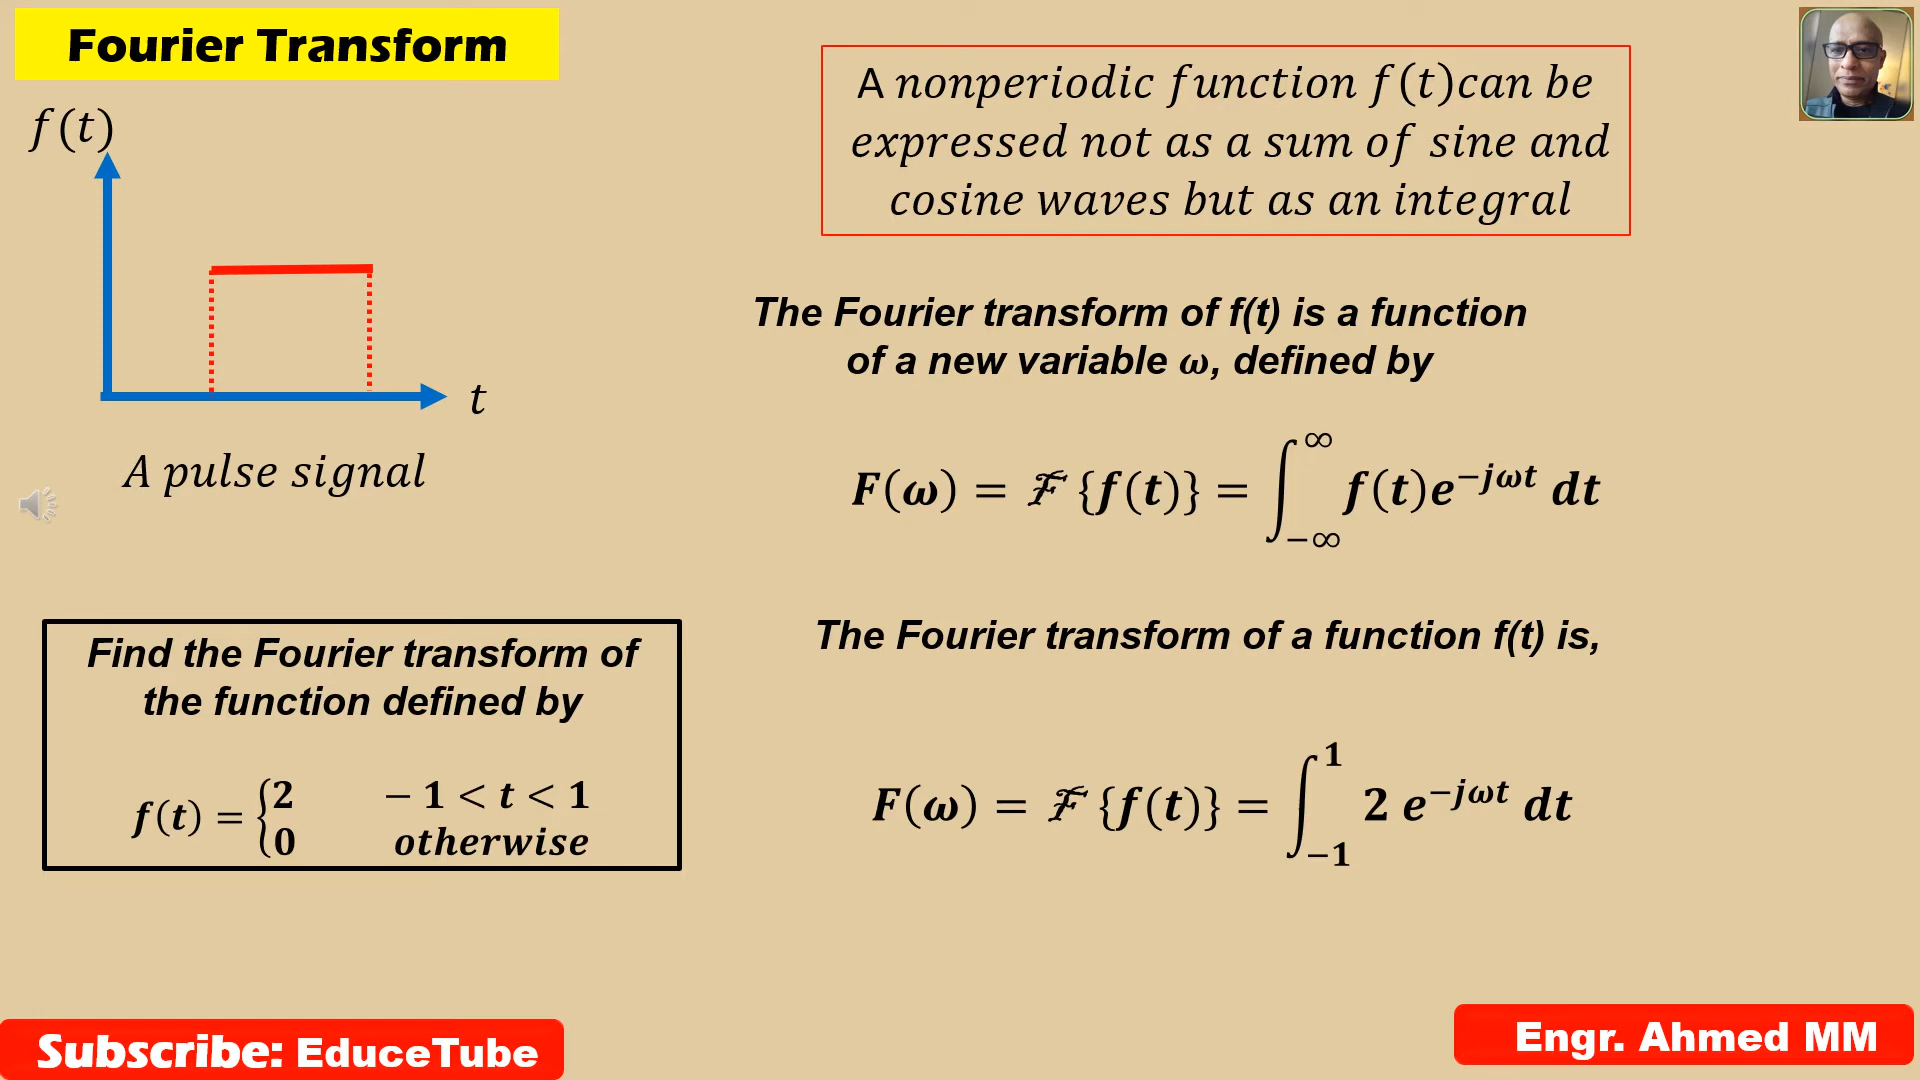 Fourier Transform
f(t)
t
A pulse signal
A nonperiodic function f(t)can be
expressed not as a sum of sine and
cosine waves but as an integral
The Fourier transform of f(t) is a function
of a new variable ω, defined by
F(ω) = ℱ {f(t)} = ∫_{−∞}^{∞} f(t)e^{−jωt} dt
Find the Fourier transform of
the function defined by
f(t) = {2 −1 < t < 1
{0 otherwise
The Fourier transform of a function f(t) is,
F(ω) = ℱ {f(t)} = ∫_{−1}^{1} 2 e^{−jωt} dt
Subscribe: EduceTube
Engr. Ahmed MM